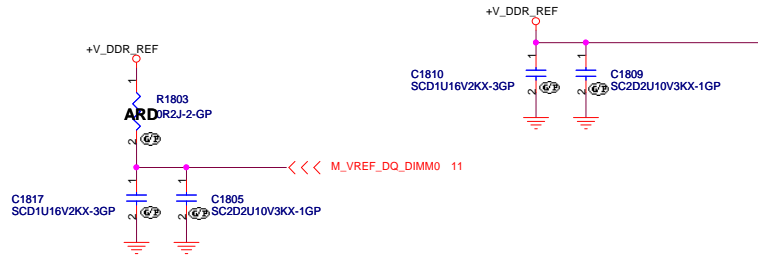 +V_DDR_REF
+V_DDR_REF
1
C1810
SCD1U16V2KX-3GP
2
G/P
1
C1809
SC2D2U10V3KX-1GP
2
G/P
1
R1803
ARD
0R2J-2-GP
2
G/P
M_VREF_DQ_DIMM0 11
1
C1817
SCD1U16V2KX-3GP
2
G/P
1
C1805
SC2D2U10V3KX-1GP
2
G/P